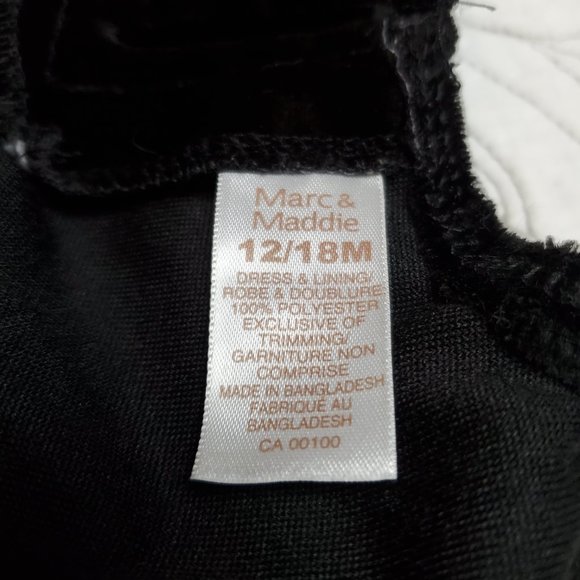 Marc &
Maddie
12/18M
DRESS & LINING/
ROBE & DOUBLURE
100% POLYESTER
EXCLUSIVE OF
TRIMMING/
GARNITURE NON
COMPRISE
MADE IN BANGLADESH
FABRIQUÉ AU
BANGLADESH
CA 00100